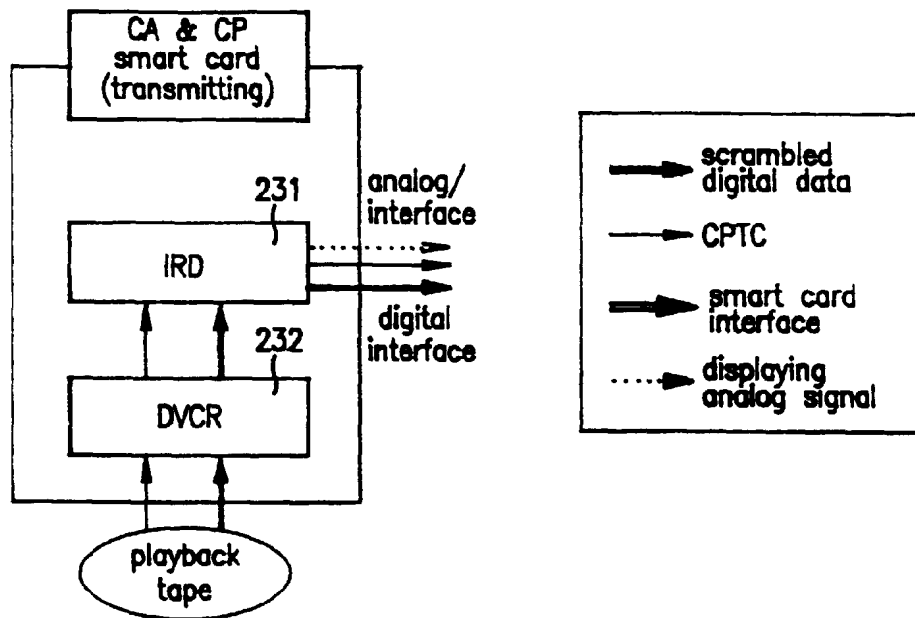 CA & CP
smart card
(transmitting)
231
analog/
interface
IRD
digital
interface
232
DVCR
playback
tape
scrambled
digital data
CPTC
smart card
interface
displaying
analog signal